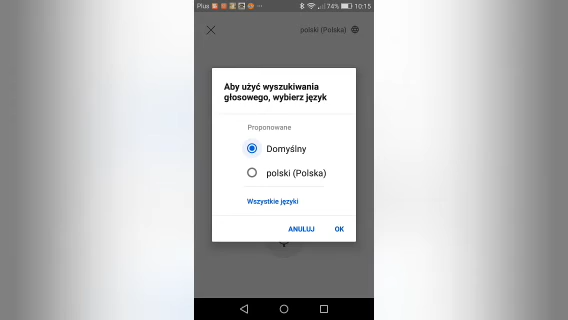 Plus 74% 10:15
polski (Polska)
Aby użyć wyszukiwania
głosowego, wybierz język
Proponowane
Domyślny
polski (Polska)
Wszystkie języki
ANULUJ OK